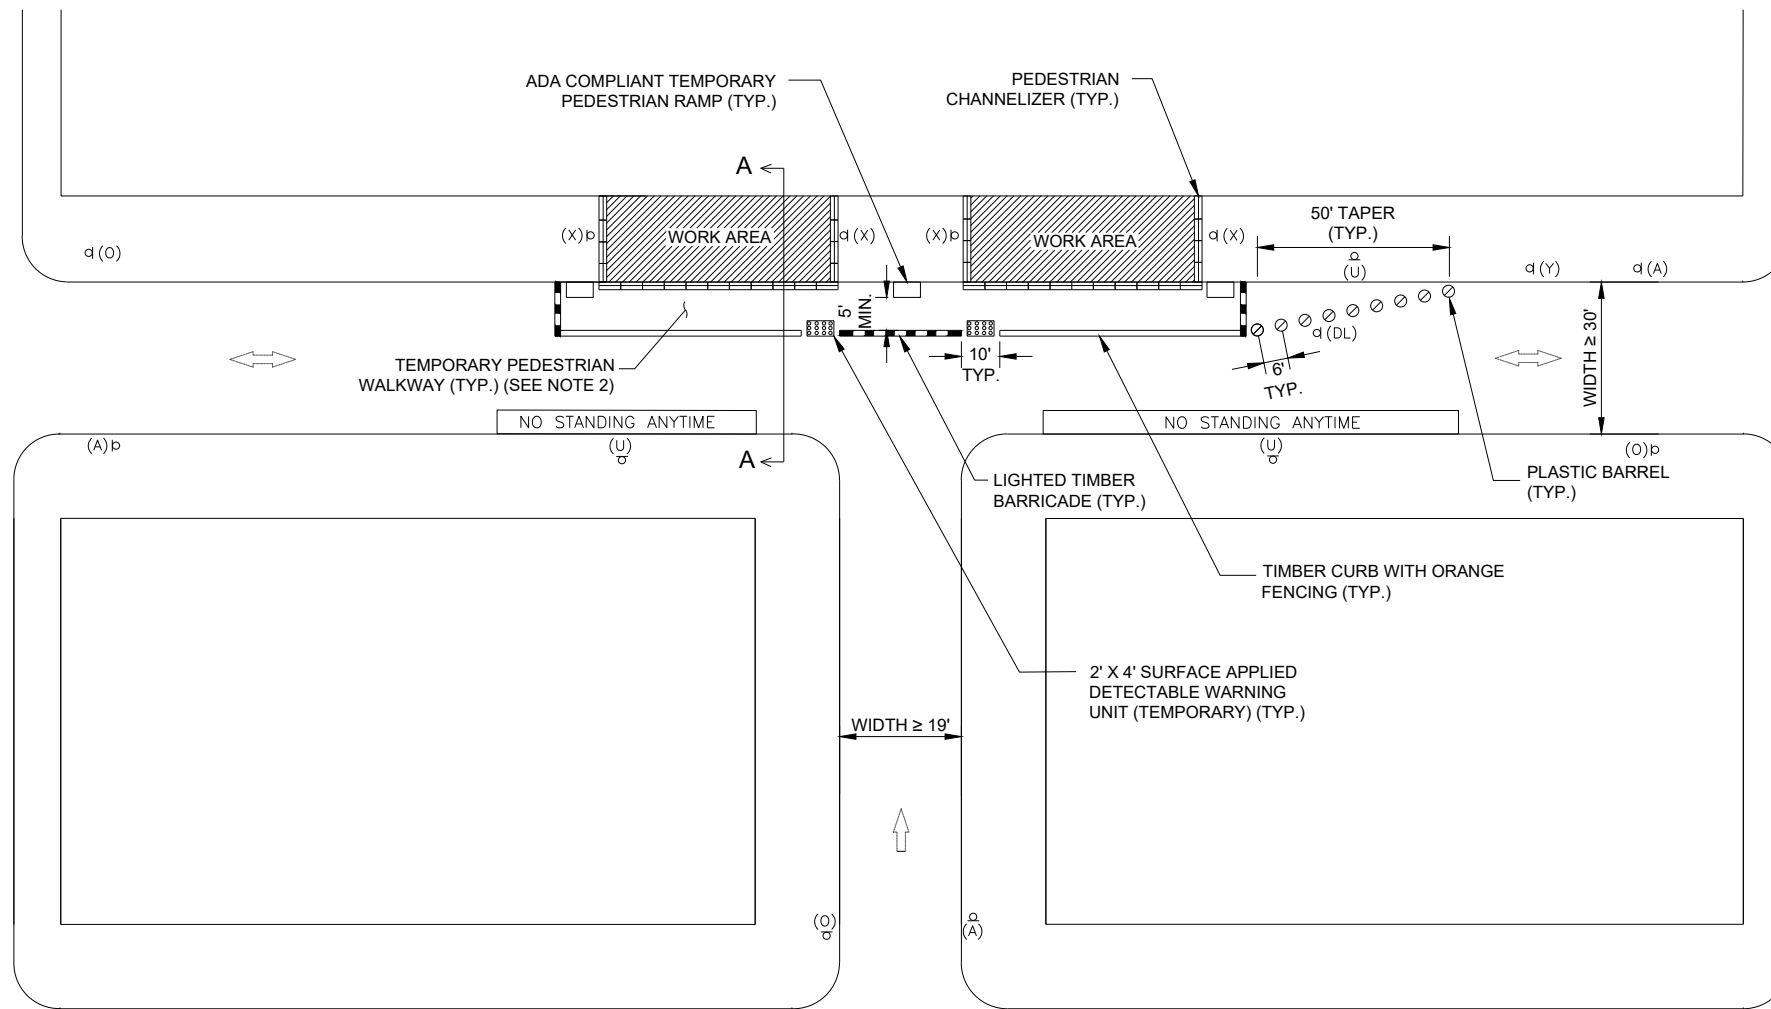 ADA COMPLIANT TEMPORARY
PEDESTRIAN RAMP (TYP.)
PEDESTRIAN
CHANNELIZER (TYP.)
A
50' TAPER
(TYP.)
(X)
WORK AREA
(X)
(X)
WORK AREA
(X)
(O)
(U)
(Y)
(A)
5'
MIN.
(DL)
WIDTH ≥ 30'
TEMPORARY PEDESTRIAN
WALKWAY (TYP.) (SEE NOTE 2)
10'
TYP.
6'
TYP.
NO STANDING ANYTIME
NO STANDING ANYTIME
(A)
(U)
A
(U)
(O)
LIGHTED TIMBER
BARRICADE (TYP.)
PLASTIC BARREL
(TYP.)
TIMBER CURB WITH ORANGE
FENCING (TYP.)
2' X 4' SURFACE APPLIED
DETECTABLE WARNING
UNIT (TEMPORARY) (TYP.)
WIDTH ≥ 19'
(O)
(A)